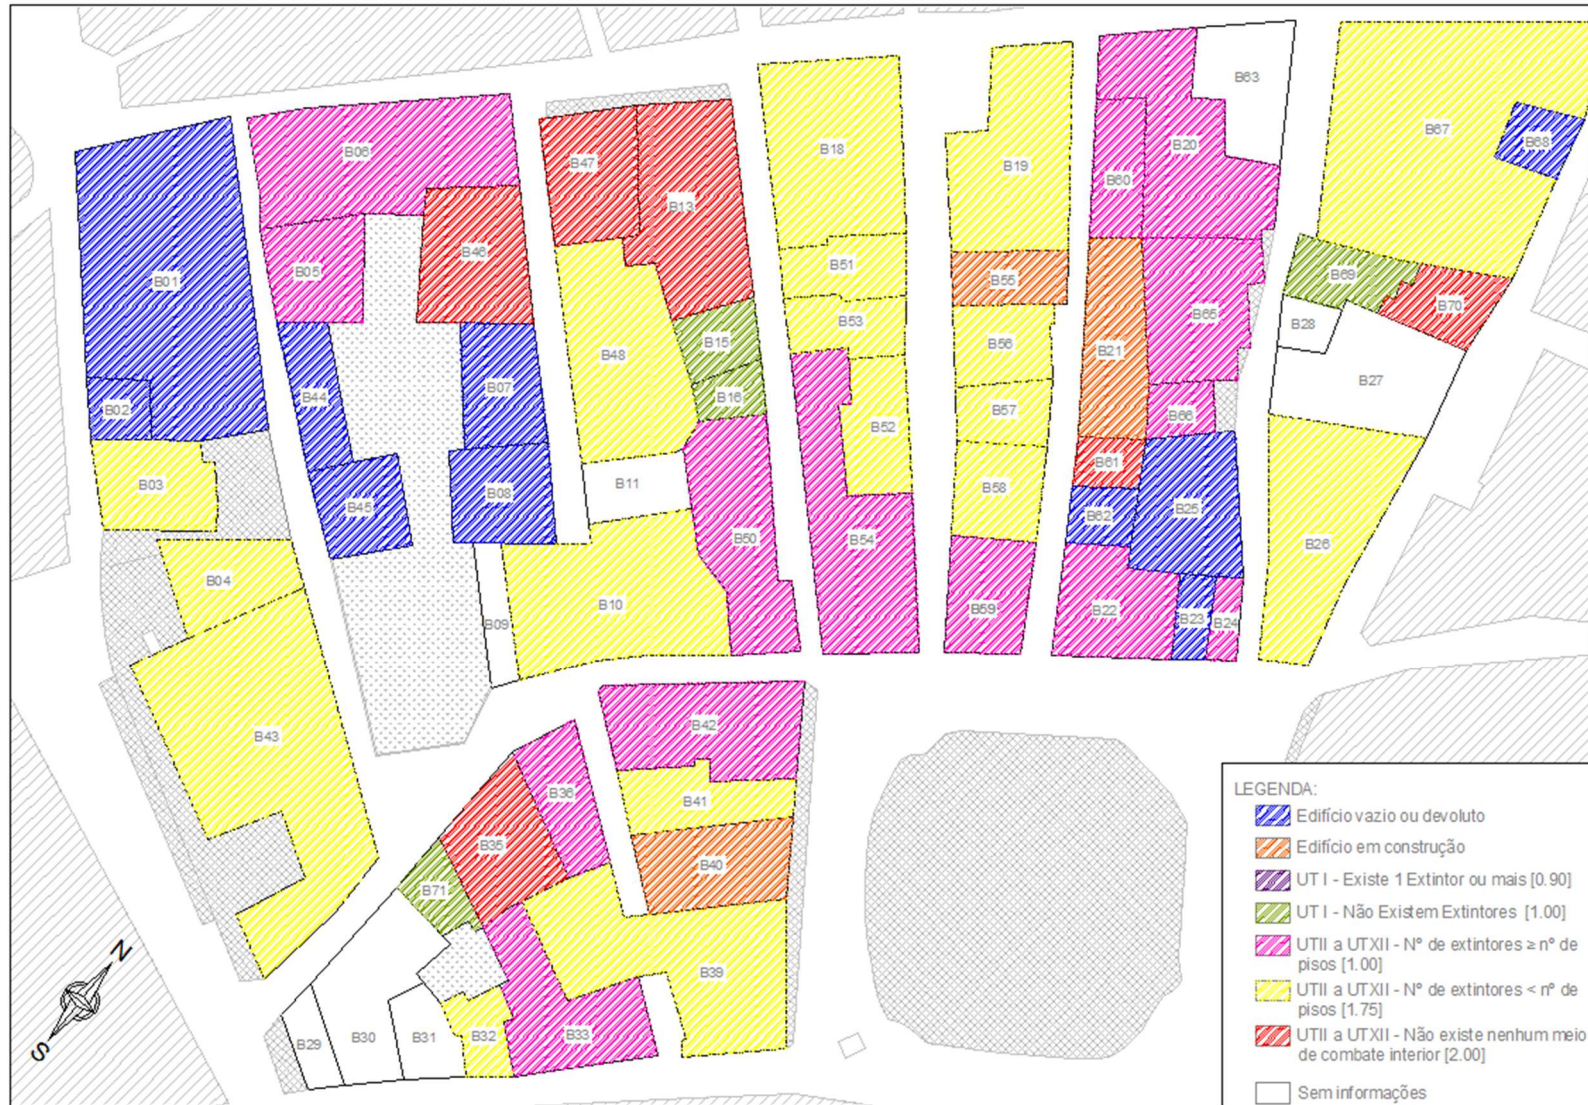 B63
B67
B68
B18
B19
B20
B60
B06
B47
B13
B01
B05
B46
B51
B55
B69
B70
B65
B28
B53
B15
B48
B56
B21
B27
B07
B16
B44
B02
B57
B66
B52
B61
B03
B11
B58
B45
B08
B62
B25
B50
B54
B26
B04
B10
B59
B22
B23
B24
B09
B43
B42
B36
B41
B35
B40
B71
B39
B29
B30
B31
B32
B33
N
S
LEGENDA:
Edifício vazio ou devoluto
Edifício em construção
UT I - Existe 1 Extintor ou mais [0.90]
UT I - Não Existem Extintores [1.00]
UTII a UTXII - Nº de extintores ≥ nº de
pisos [1.00]
UTII a UTXII - Nº de extintores < nº de
pisos [1.75]
UTII a UTXII - Não existe nenhum meio
de combate interior [2.00]
Sem informações